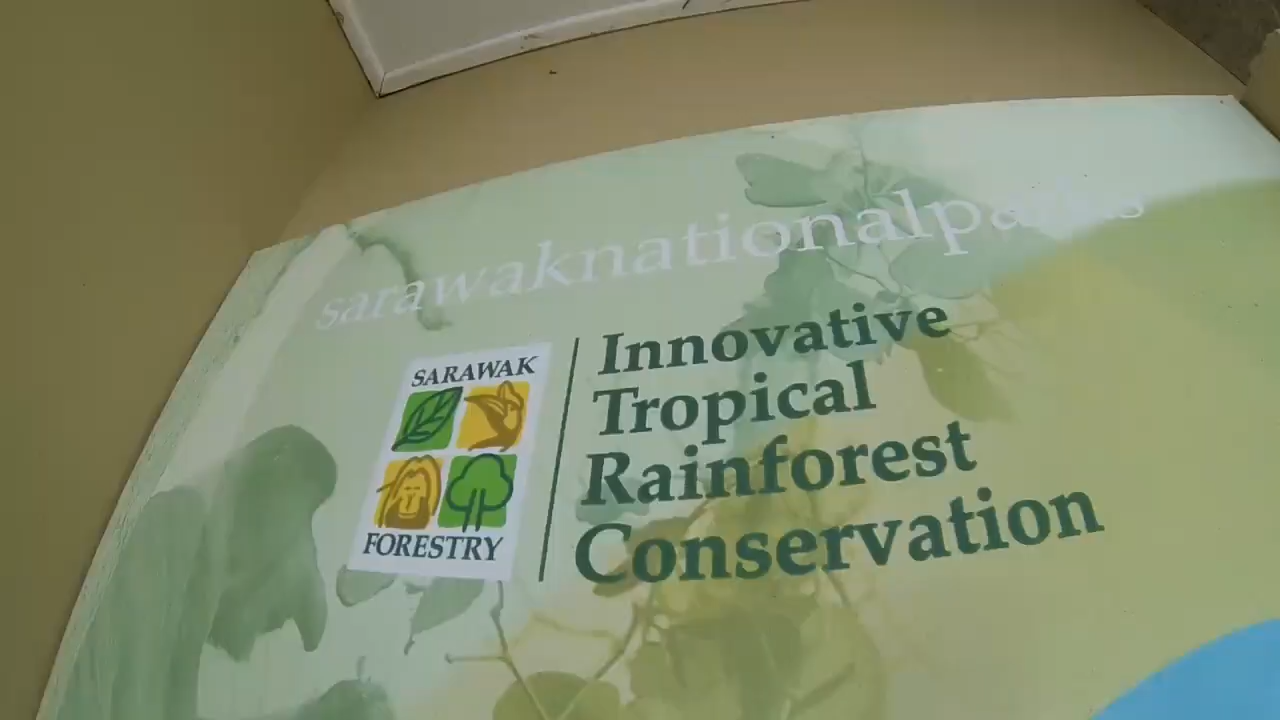 sarawaknationalparks
SARAWAK
FORESTRY
Innovative
Tropical
Rainforest
Conservation